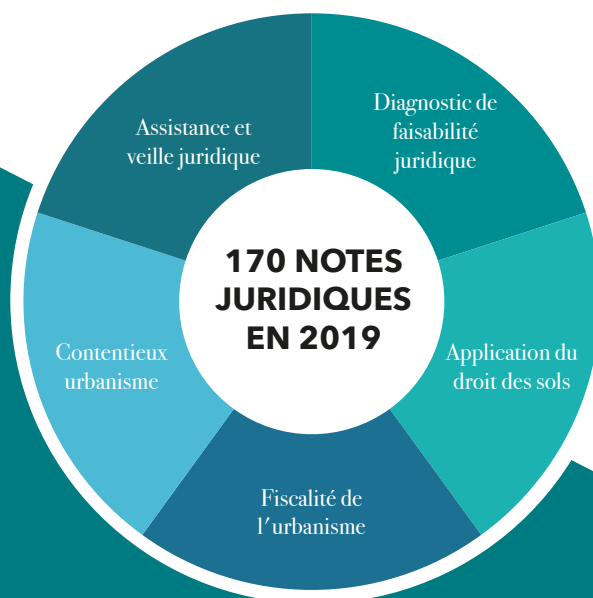 Diagnostic de
faisabilité
juridique
Assistance et
veille juridique
170 NOTES
JURIDIQUES
EN 2019
Contentieux
urbanisme
Application du
droit des sols
Fiscalité de
l'urbanisme